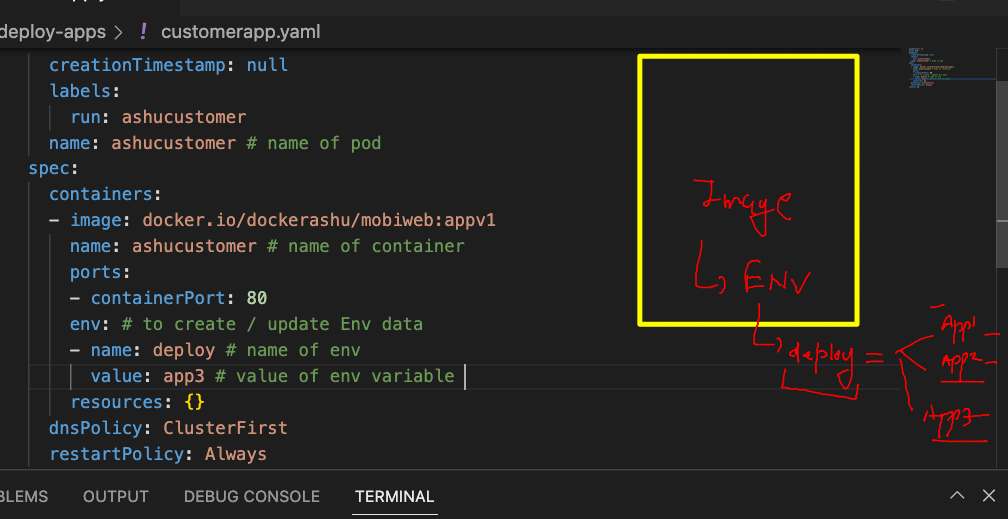 deploy-apps > ! customerapp.yaml
creationTimestamp: null
labels:
run: ashucustomer
name: ashucustomer # name of pod
spec:
containers:
- image: docker.io/dockerashu/mobiweb:appv1
name: ashucustomer # name of container
ports:
- containerPort: 80
env: # to create / update Env data
- name: deploy # name of env
value: app3 # value of env variable
resources: {}
dnsPolicy: ClusterFirst
restartPolicy: Always
Image
ENV
deploy =
App1
App2
App3
BLEMS OUTPUT DEBUG CONSOLE TERMINAL